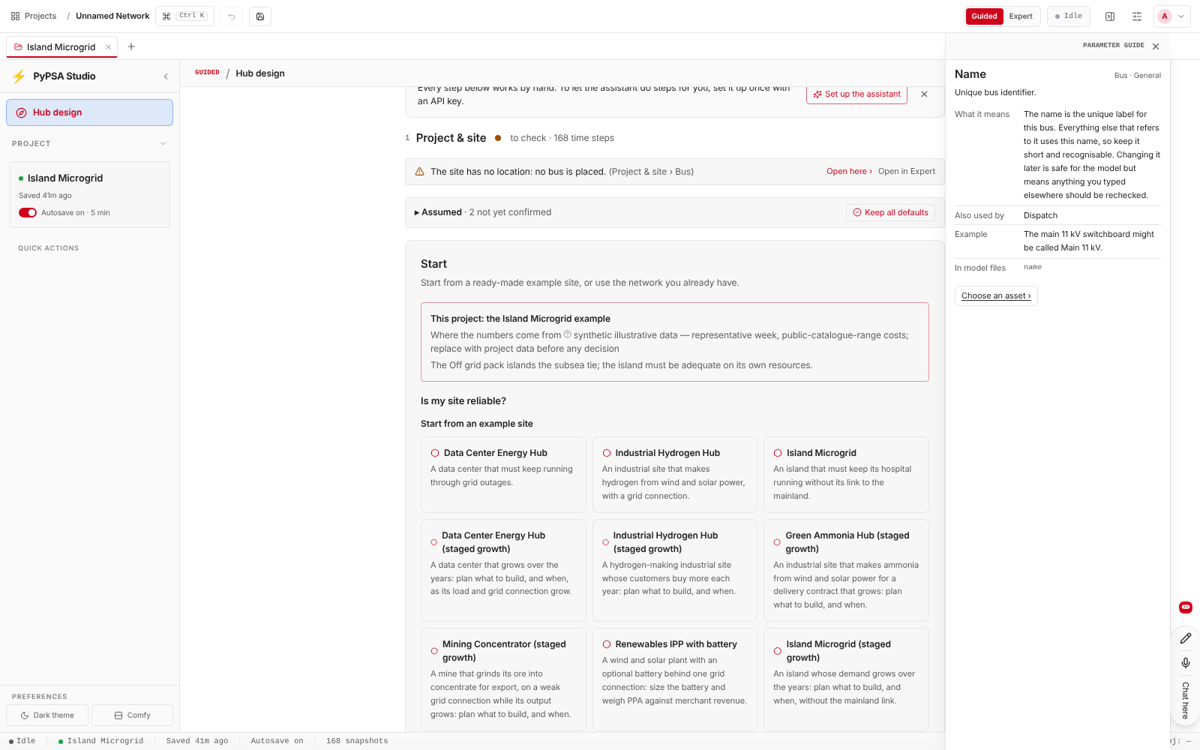 Projects / Unnamed Network ⌘ Ctrl K Guided Expert Idle A
Island Microgrid × +
PARAMETER GUIDE ×
PyPSA Studio
GUIDED / Hub design
Hub design
PROJECT
Island Microgrid
Saved 41m ago
Autosave on · 5 min
QUICK ACTIONS
PREFERENCES
Dark theme Comfy
Every step below works by hand. To let the assistant do steps for you, set it up once with
an API key.
Set up the assistant
1 Project & site to check · 168 time steps
The site has no location: no bus is placed. (Project & site › Bus) Open here › Open in Expert
▸ Assumed · 2 not yet confirmed Keep all defaults
Start
Start from a ready-made example site, or use the network you already have.
This project: the Island Microgrid example
Where the numbers come from ? synthetic illustrative data — representative week, public-catalogue-range costs;
replace with project data before any decision
The Off grid pack islands the subsea tie; the island must be adequate on its own resources.
Is my site reliable?
Start from an example site
Data Center Energy Hub
A data center that must keep running
through grid outages.
Industrial Hydrogen Hub
An industrial site that makes
hydrogen from wind and solar power,
with a grid connection.
Island Microgrid
An island that must keep its hospital
running without its link to the
mainland.
Data Center Energy Hub
(staged growth)
A data center that grows over the
years: plan what to build, and when,
as its load and grid connection grow.
Industrial Hydrogen Hub
(staged growth)
A hydrogen-making industrial site
whose customers buy more each
year: plan what to build, and when.
Green Ammonia Hub (staged
growth)
An industrial site that makes ammonia
from wind and solar power for a
delivery contract that grows: plan
what to build, and when.
Mining Concentrator (staged
growth)
A mine that grinds its ore into
concentrate for export, on a weak
grid connection while its output
grows: plan what to build, and when.
Renewables IPP with battery
A wind and solar plant with an
optional battery behind one grid
connection: size the battery and
weigh PPA against merchant revenue.
Island Microgrid (staged
growth)
An island whose demand grows over
the years: plan what to build, and
when, without the mainland link.
Name Bus · General
Unique bus identifier.
What it means The name is the unique label for
this bus. Everything else that refers
to it uses this name, so keep it
short and recognisable. Changing it
later is safe for the model but
means anything you typed
elsewhere should be rechecked.
Also used by Dispatch
Example The main 11 kV switchboard might
be called Main 11 kV.
In model files name
Choose an asset ›
Chat here
Idle Island Microgrid Saved 41m ago Autosave on 168 snapshots